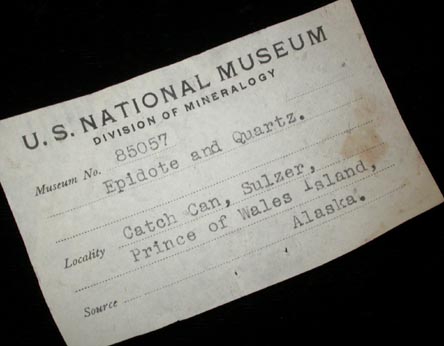 U. S. NATIONAL MUSEUM
DIVISION OF MINERALOGY
Museum No. 85057
Epidote and Quartz.
Locality Catch Can, Sulzer,
Prince of Wales Island,
Alaska.
Source